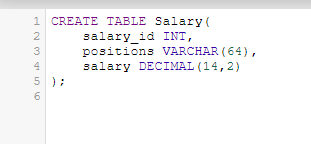 1 CREATE TABLE Salary(
2     salary_id INT,
3     positions VARCHAR(64),
4     salary DECIMAL(14,2)
5 );
6